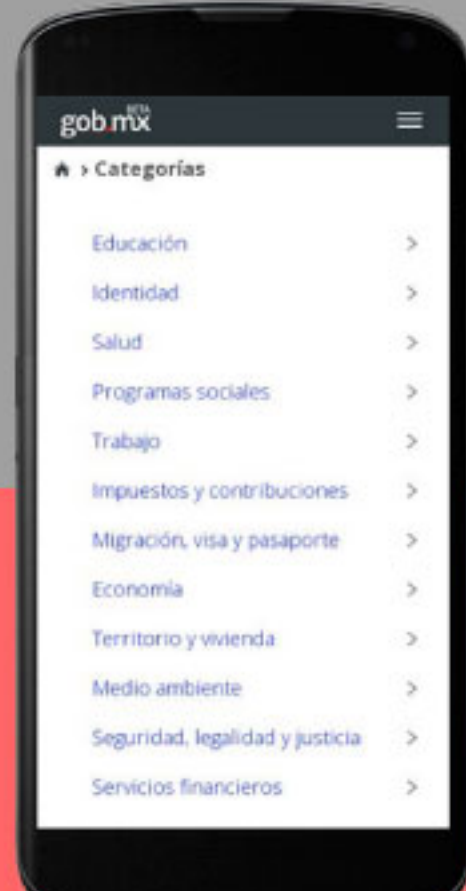 gob.mx BETA
> Categorías
Educación >
Identidad >
Salud >
Programas sociales >
Trabajo >
Impuestos y contribuciones >
Migración, visa y pasaporte >
Economía >
Territorio y vivienda >
Medio ambiente >
Seguridad, legalidad y justicia >
Servicios financieros >